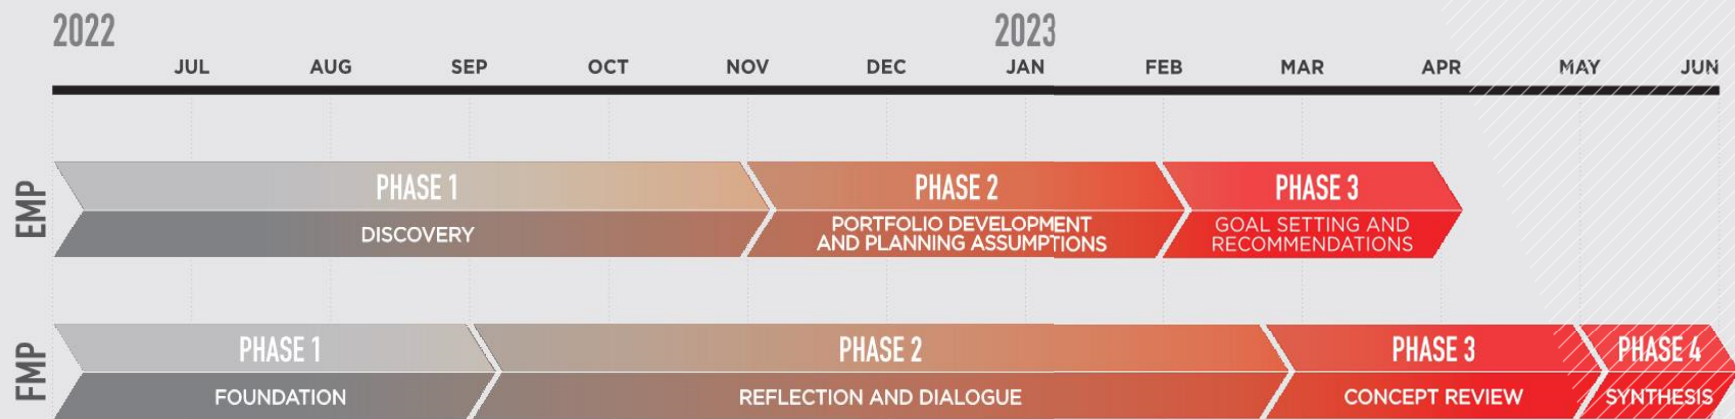 2022 2023
JUL AUG SEP OCT NOV DEC JAN FEB MAR APR MAY JUN
EMP
PHASE 1 PHASE 2 PHASE 3
DISCOVERY
PORTFOLIO DEVELOPMENT
AND PLANNING ASSUMPTIONS
GOAL SETTING AND
RECOMMENDATIONS
FMP
PHASE 1 PHASE 2 PHASE 3 PHASE 4
FOUNDATION REFLECTION AND DIALOGUE CONCEPT REVIEW SYNTHESIS